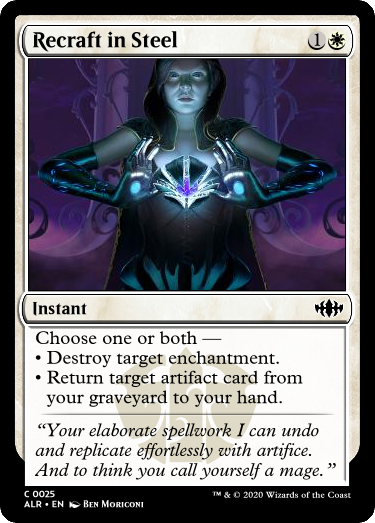 Recraft in Steel 1
Instant
Choose one or both —
• Destroy target enchantment.
• Return target artifact card from
your graveyard to your hand.
“Your elaborate spellwork I can undo
and replicate effortlessly with artifice.
And to think you call yourself a mage.”
C 0025
ALR • EN Ben Moriconi
™ & © 2020 Wizards of the Coast